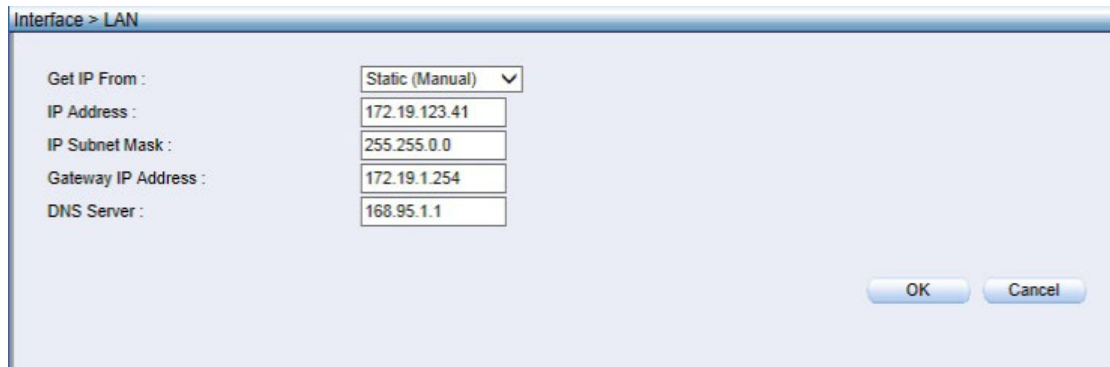 Interface > LAN
Get IP From : Static (Manual)
IP Address : 172.19.123.41
IP Subnet Mask : 255.255.0.0
Gateway IP Address : 172.19.1.254
DNS Server : 168.95.1.1
OK Cancel